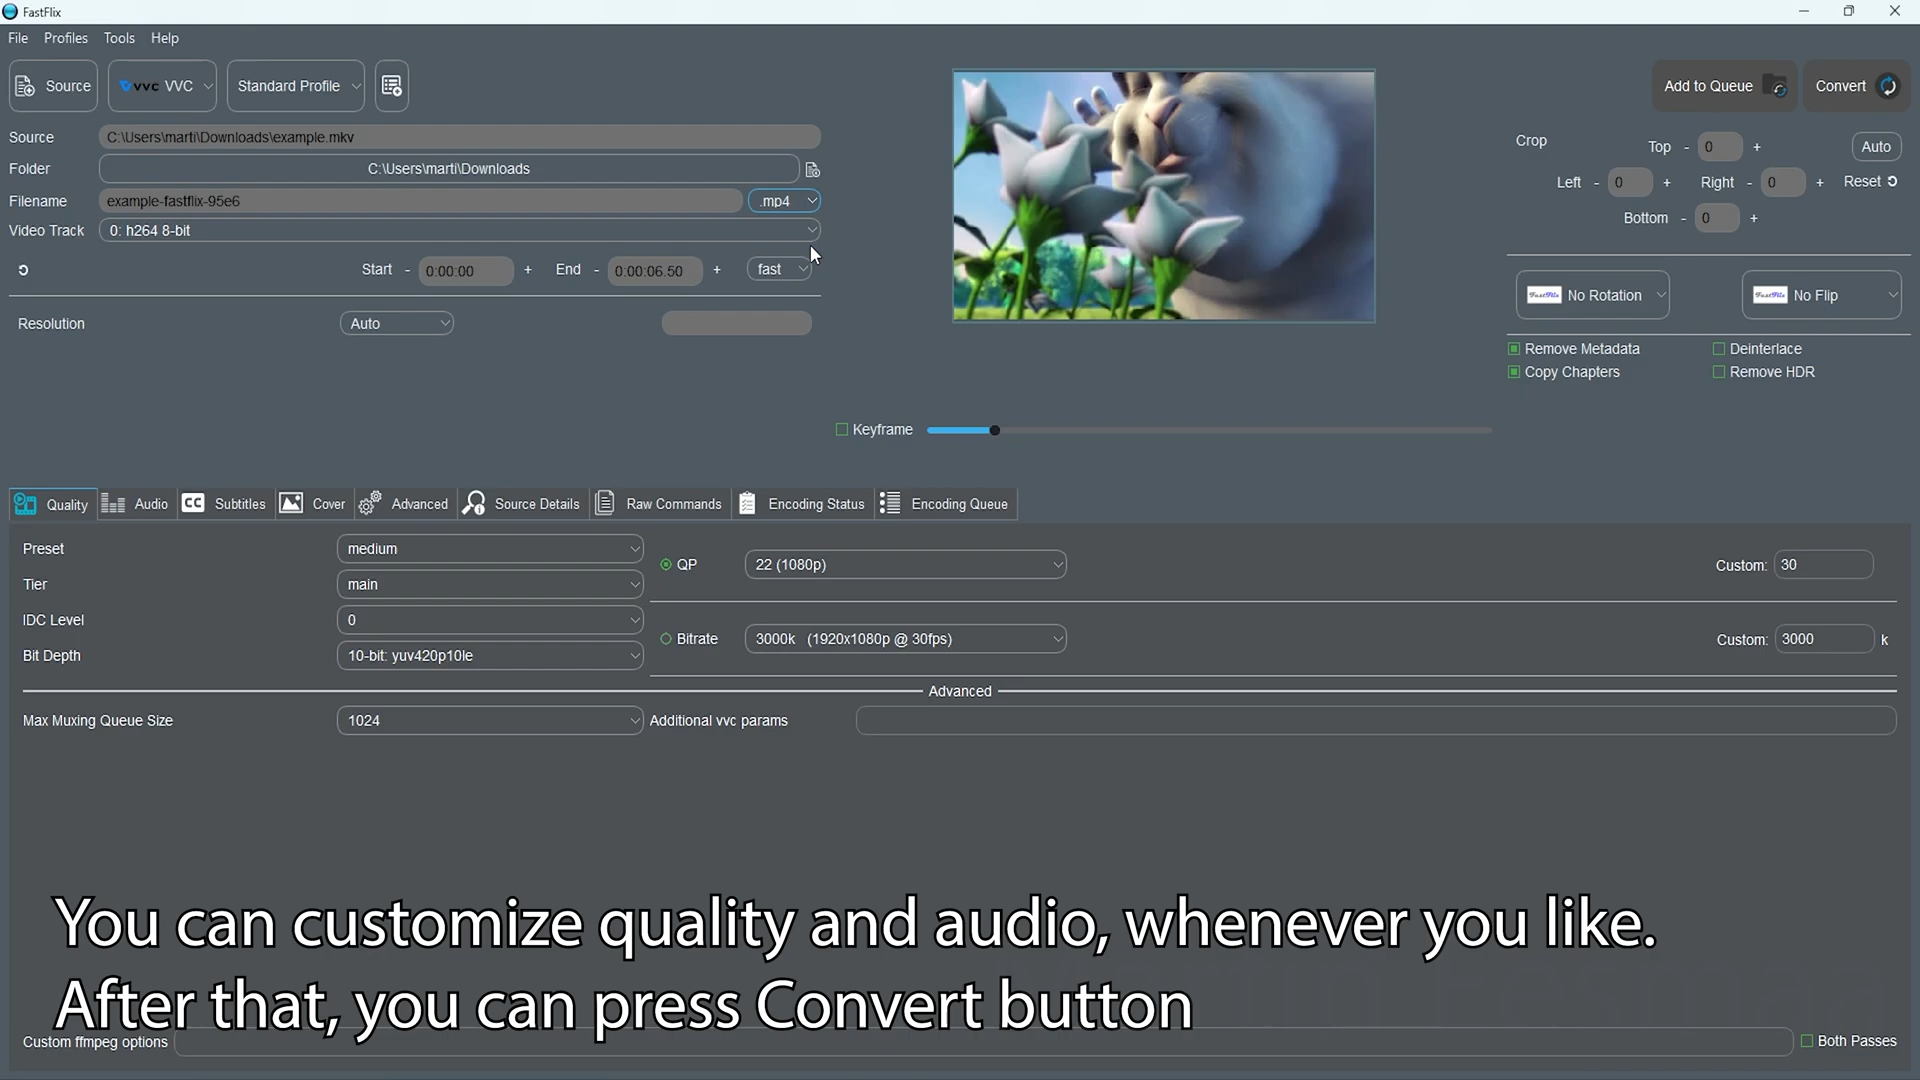 FastFlix
File Profiles Tools Help
Source vvc VVC Standard Profile Add to Queue Convert
Source C:\Users\marti\Downloads\example.mkv
Folder C:\Users\marti\Downloads
Filename example-fastflix-95e6 .mp4
Video Track 0: h264 8-bit
Start - 0:00:00 + End - 0:00:06.50 + fast
Resolution Auto
Crop Top - 0 + Auto
Left - 0 + Right - 0 + Reset
Bottom - 0 +
FastFlix No Rotation FastFlix No Flip
Remove Metadata Deinterlace
Copy Chapters Remove HDR
Keyframe
Quality Audio CC Subtitles Cover Advanced Source Details Raw Commands Encoding Status Encoding Queue
Preset medium
Tier main
IDC Level 0
Bit Depth 10-bit: yuv420p10le
QP 22 (1080p) Custom: 30
Bitrate 3000k (1920x1080p @ 30fps) Custom: 3000 k
Advanced
Max Muxing Queue Size 1024 Additional vvc params
You can customize quality and audio, whenever you like.
After that, you can press Convert button
Custom ffmpeg options Both Passes